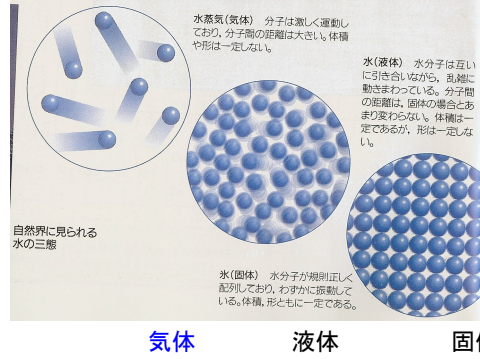 水蒸気(気体) 分子は激しく運動し
ており，分子間の距離は大きい。体積
や形は一定しない。
水(液体) 水分子は互い
に引き合いながら，乱雑に
動きまわっている。分子間
の距離は，固体の場合とあ
まり変わらない。体積は一
定であるが，形は一定しな
い。
自然界に見られる
水の三態
氷(固体) 水分子が規則正しく
配列しており，わずかに振動して
いる。体積，形ともに一定である。
気体 液体 固